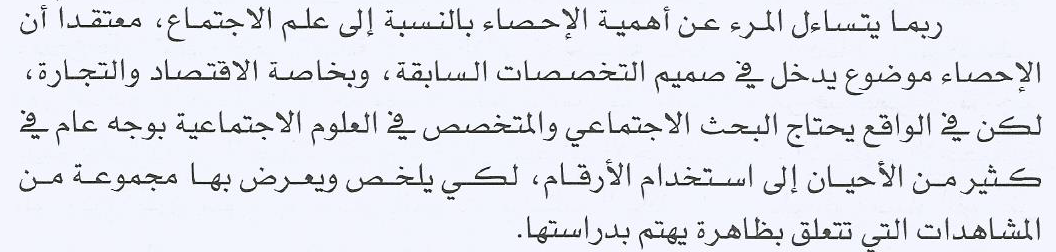 ربما يتساءل المرء عن أهمية الإحصاء بالنسبة إلى علم الاجتماع، معتقدا أن
الإحصاء موضوع يدخل في صميم التخصصات السابقة، وبخاصة الاقتصاد والتجارة،
لكن في الواقع يحتاج البحث الاجتماعي والمتخصص في العلوم الاجتماعية بوجه عام في
كثير من الأحيان إلى استخدام الأرقام، لكي يلخص ويعرض بها مجموعة من
المشاهدات التي تتعلق بظاهرة يهتم بدراستها.